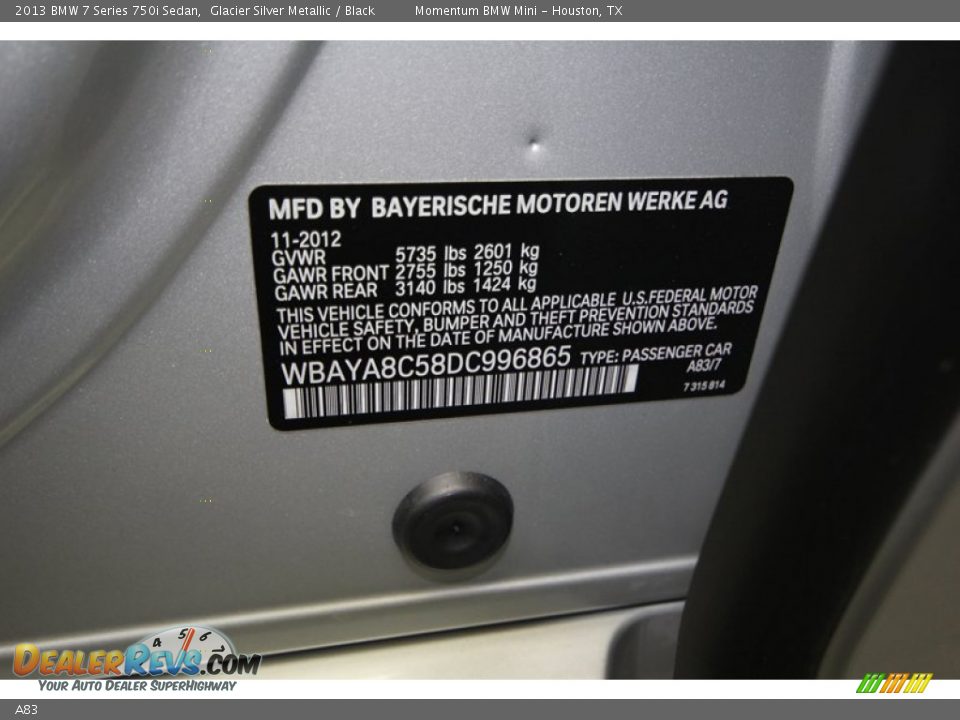 2013 BMW 7 Series 750i Sedan, Glacier Silver Metallic / Black Momentum BMW Mini - Houston, TX
MFD BY BAYERISCHE MOTOREN WERKE AG
11-2012
GVWR 5735 lbs 2601 kg
GAWR FRONT 2755 lbs 1250 kg
GAWR REAR 3140 lbs 1424 kg
THIS VEHICLE CONFORMS TO ALL APPLICABLE U.S.FEDERAL MOTOR
VEHICLE SAFETY, BUMPER AND THEFT PREVENTION STANDARDS
IN EFFECT ON THE DATE OF MANUFACTURE SHOWN ABOVE.
WBAYA8C58DC996865 TYPE: PASSENGER CAR
A83/7
7 315 814
4 5 6 7
DEALERREVS.COM
YOUR AUTO DEALER SUPERHIGHWAY
A83